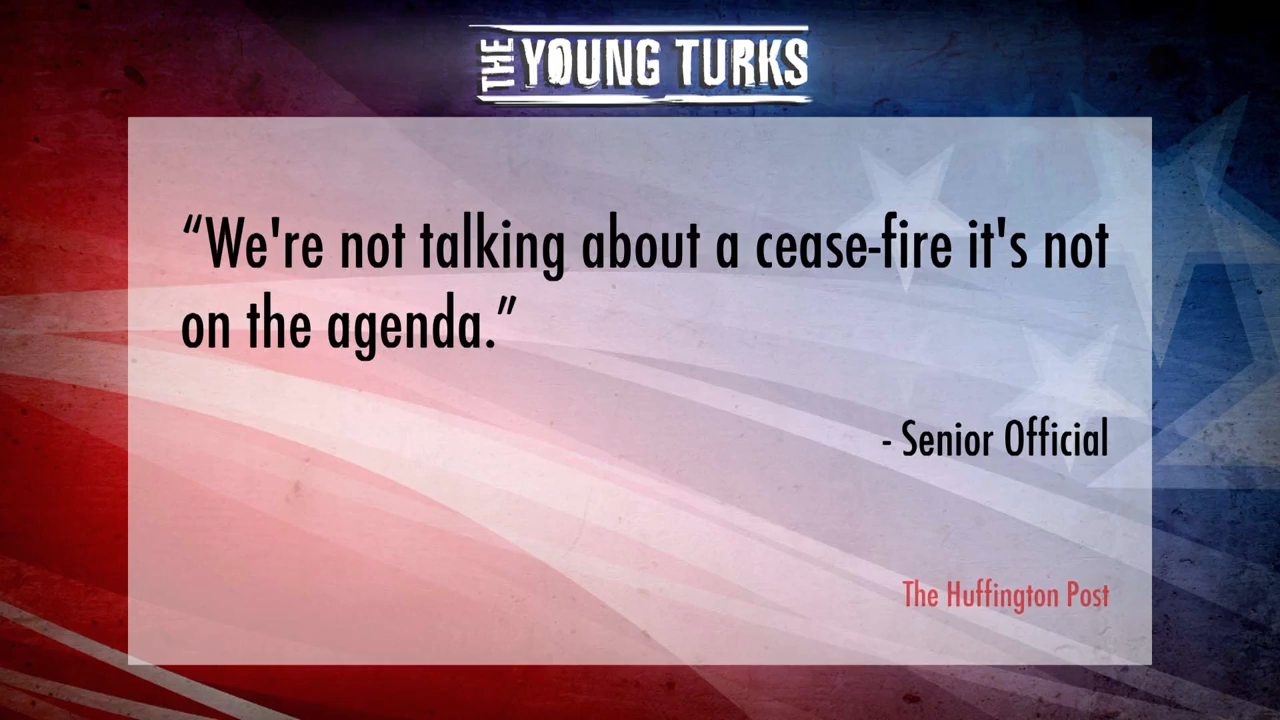 THE YOUNG TURKS
“We're not talking about a cease-fire it's not
on the agenda.”
- Senior Official
The Huffington Post